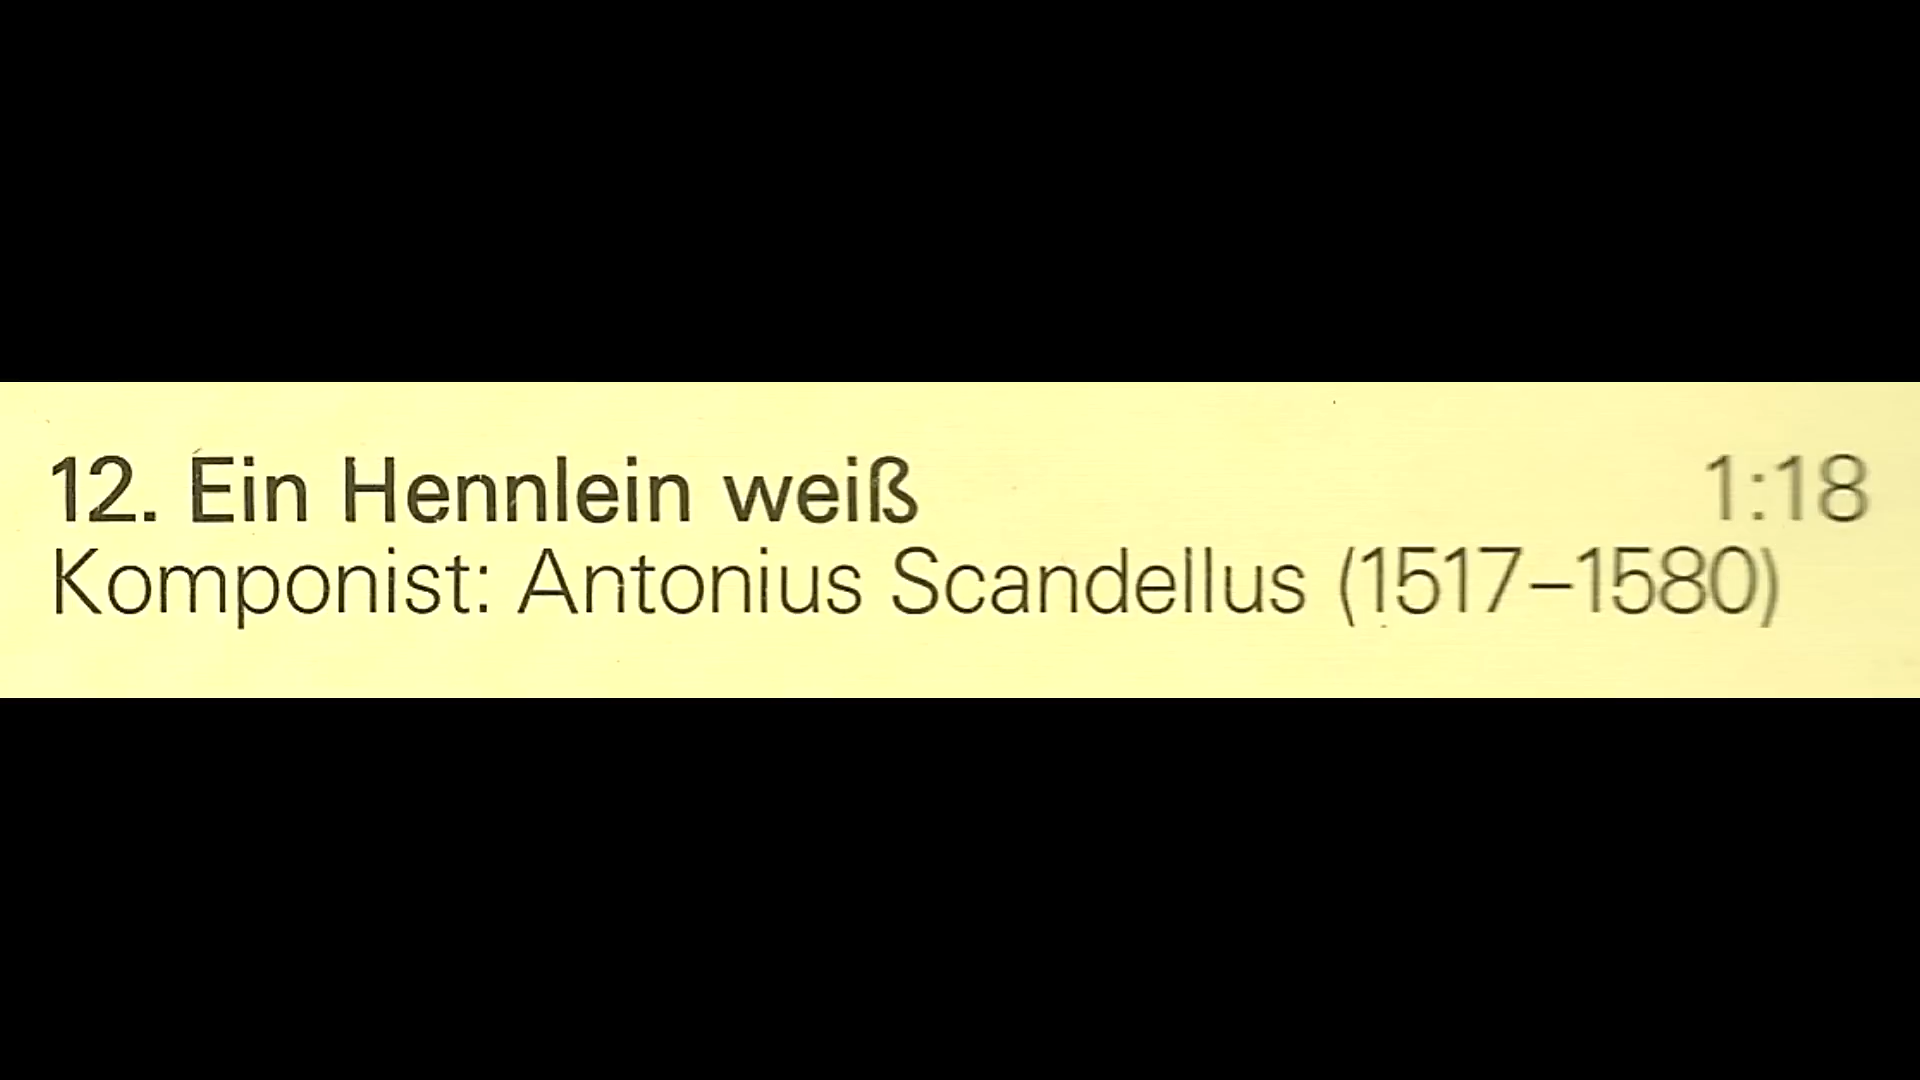 12. Ein Hennlein weiß 1:18
Komponist: Antonius Scandellus (1517–1580)